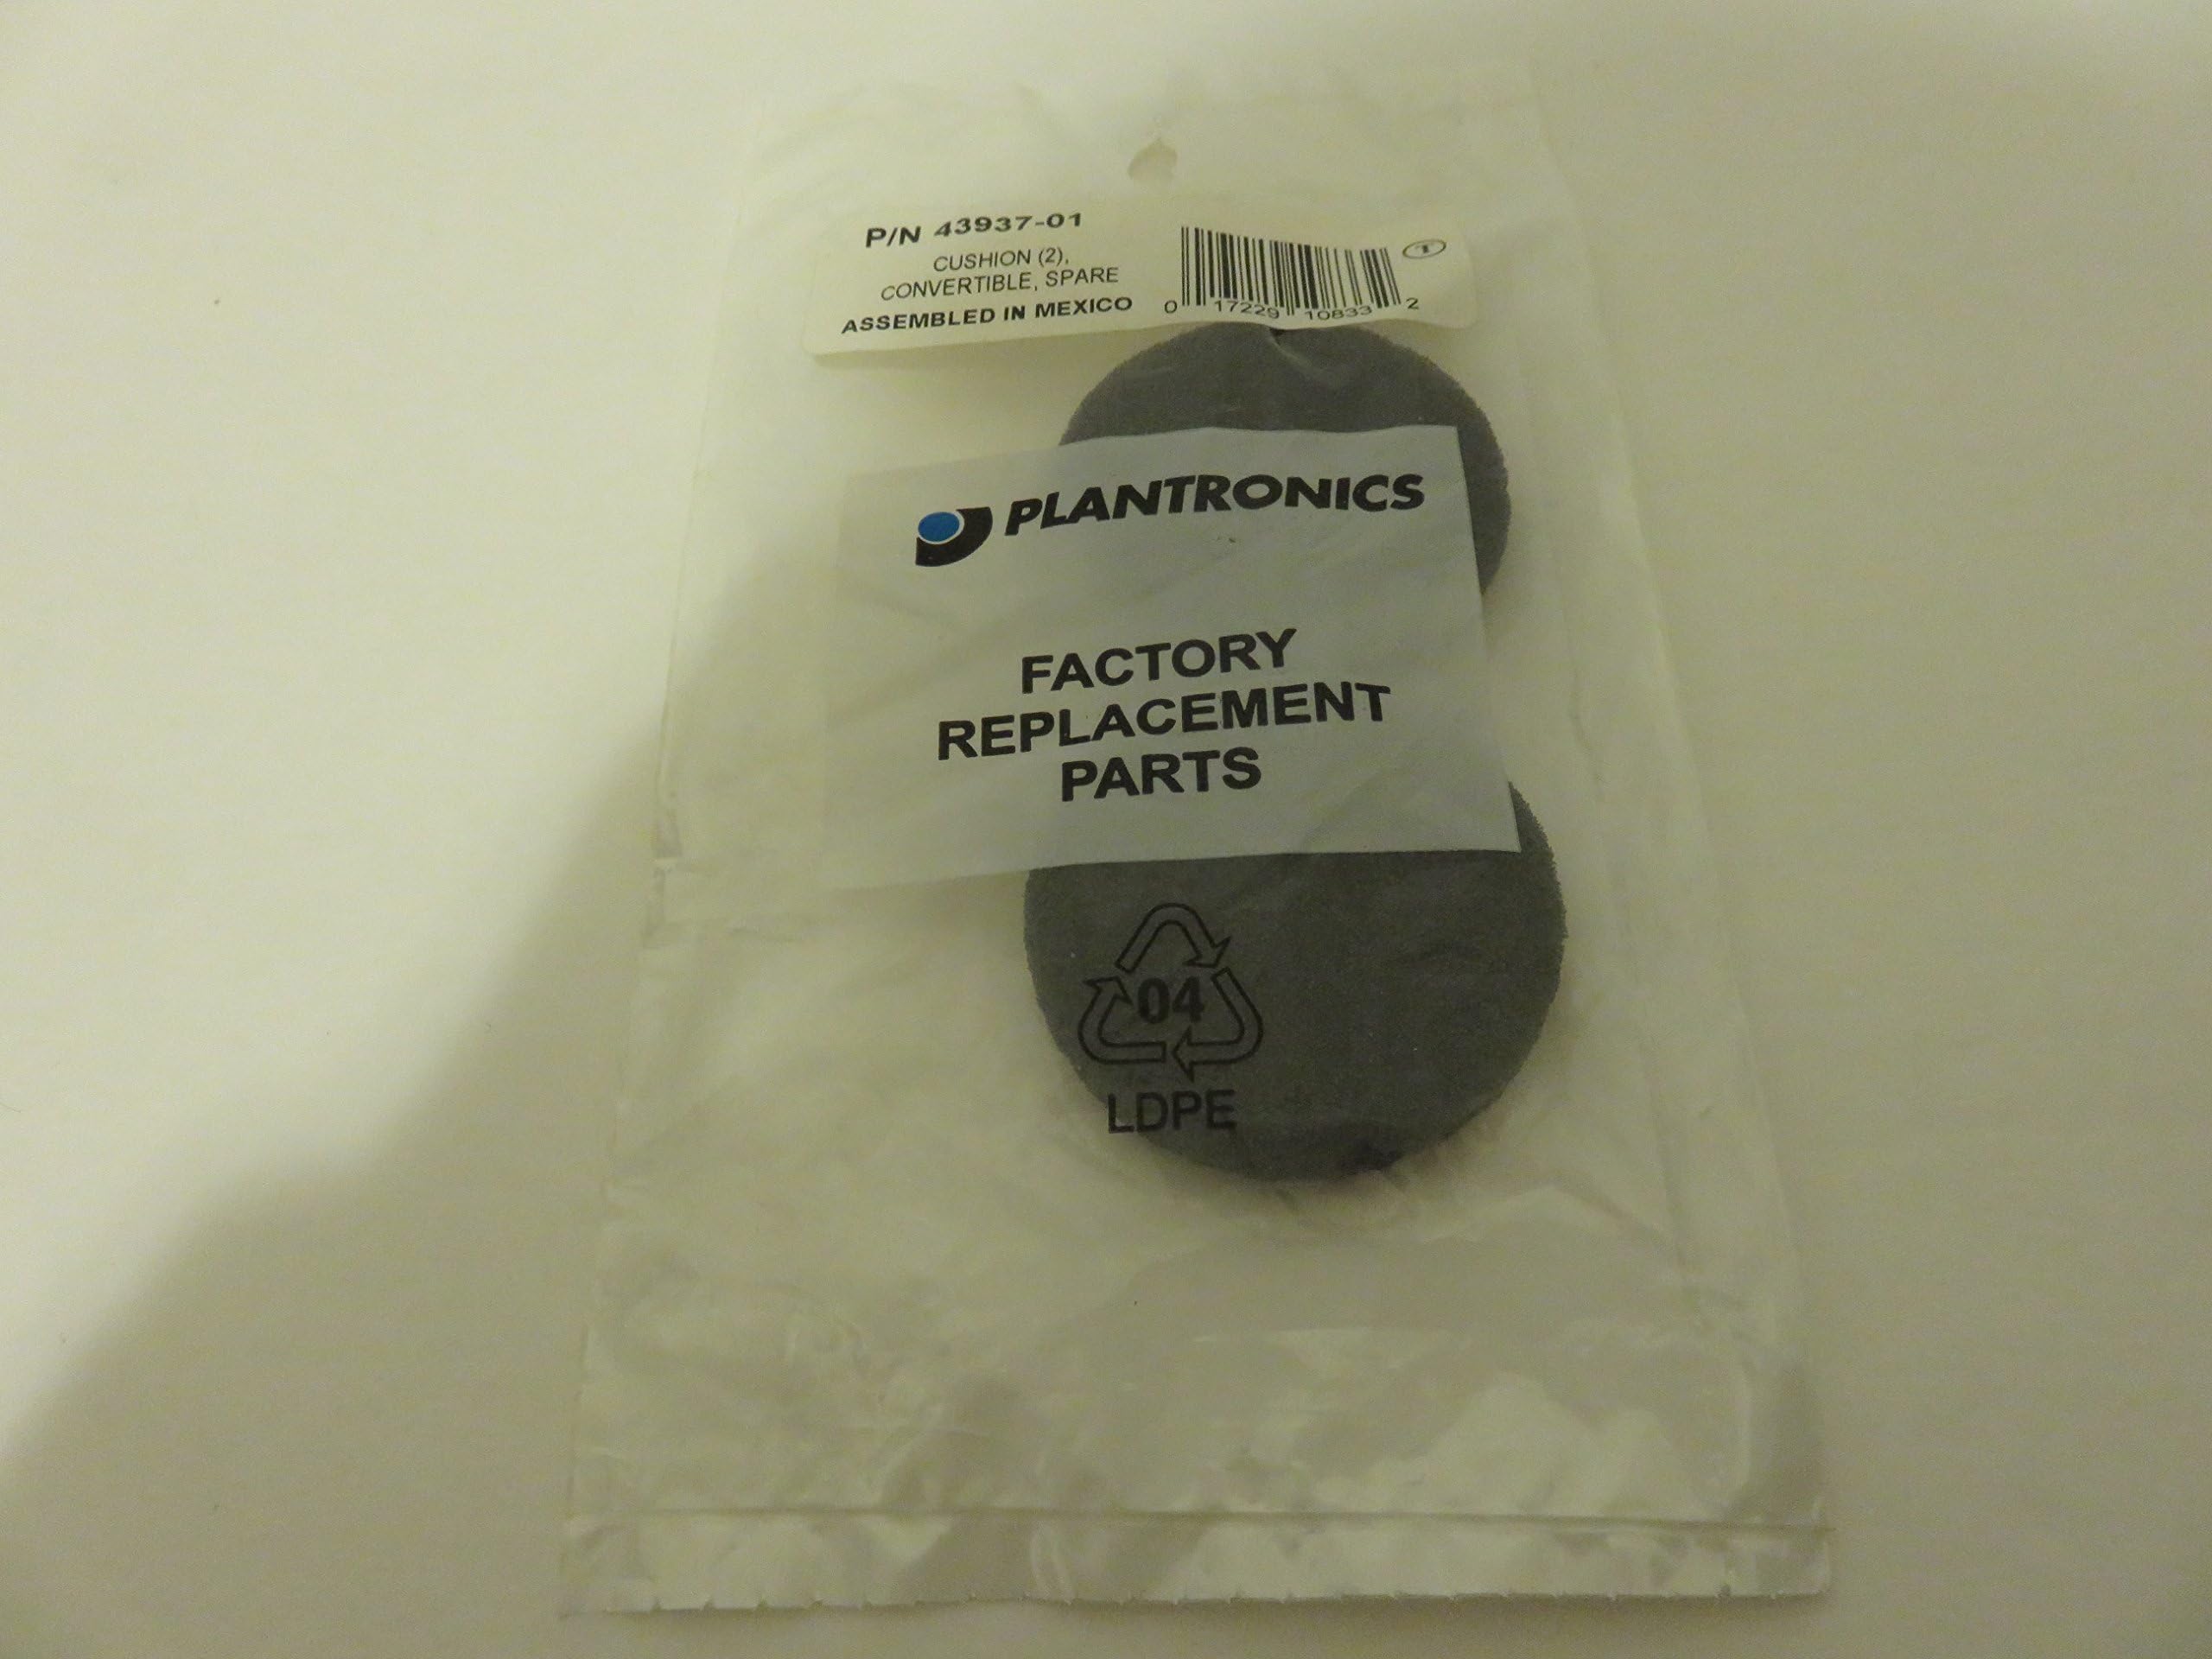 P/N 43937-01
CUSHION (2),
CONVERTIBLE, SPARE
ASSEMBLED IN MEXICO
T
0 17229 10833 2
PLANTRONICS
FACTORY
REPLACEMENT
PARTS
04
LDPE